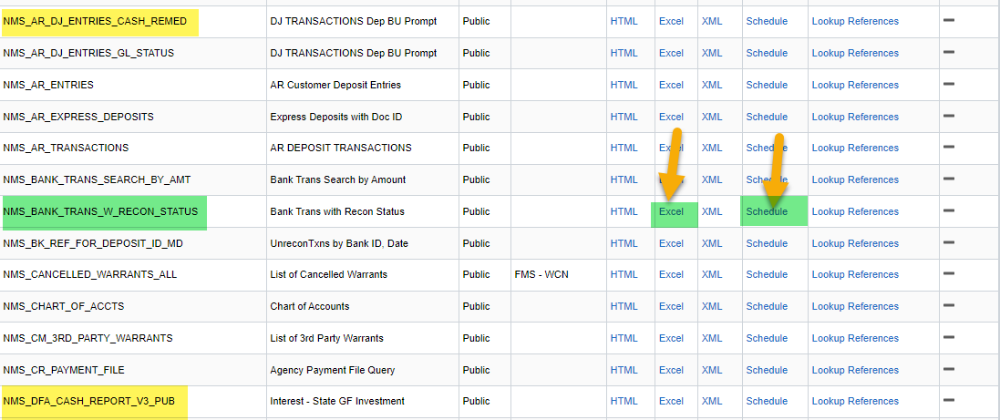 NMS_AR_DJ_ENTRIES_CASH_REMED DJ TRANSACTIONS Dep BU Prompt Public HTML Excel XML Schedule Lookup References
NMS_AR_DJ_ENTRIES_GL_STATUS DJ TRANSACTIONS Dep BU Prompt Public HTML Excel XML Schedule Lookup References
NMS_AR_ENTRIES AR Customer Deposit Entries Public HTML Excel XML Schedule Lookup References
NMS_AR_EXPRESS_DEPOSITS Express Deposits with Doc ID Public HTML Excel XML Schedule Lookup References
NMS_AR_TRANSACTIONS AR DEPOSIT TRANSACTIONS Public HTML Excel XML Schedule Lookup References
NMS_BANK_TRANS_SEARCH_BY_AMT Bank Trans Search by Amount Public HTML Excel XML Schedule Lookup References
NMS_BANK_TRANS_W_RECON_STATUS Bank Trans with Recon Status Public HTML Excel XML Schedule Lookup References
NMS_BK_REF_FOR_DEPOSIT_ID_MD UnreconTxns by Bank ID, Date Public HTML Excel XML Schedule Lookup References
NMS_CANCELLED_WARRANTS_ALL List of Cancelled Warrants Public FMS - WCN HTML Excel XML Schedule Lookup References
NMS_CHART_OF_ACCTS Chart of Accounts Public HTML Excel XML Schedule Lookup References
NMS_CM_3RD_PARTY_WARRANTS List of 3rd Party Warrants Public HTML Excel XML Schedule Lookup References
NMS_CR_PAYMENT_FILE Agency Payment File Query Public HTML Excel XML Schedule Lookup References
NMS_DFA_CASH_REPORT_V3_PUB Interest - State GF Investment Public HTML Excel XML Schedule Lookup References